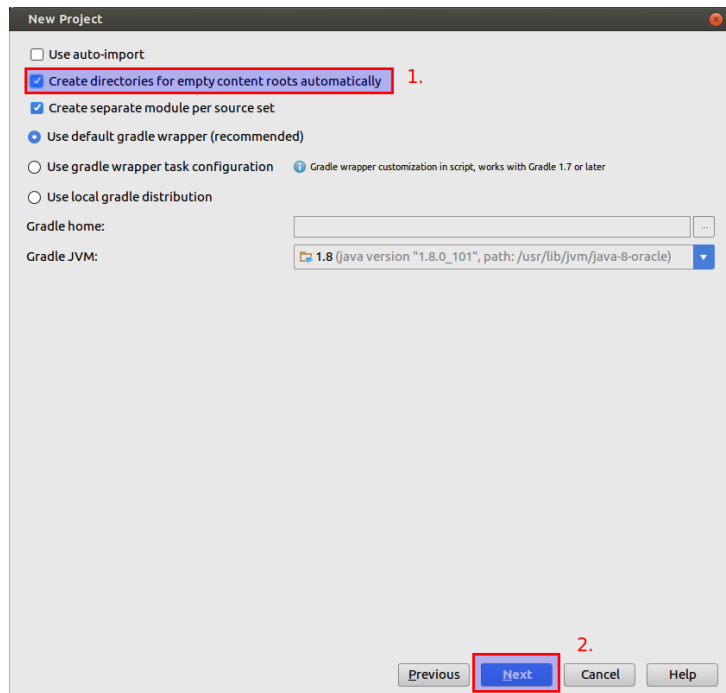 New Project
Use auto-import
Create directories for empty content roots automatically
1.
Create separate module per source set
Use default gradle wrapper (recommended)
Use gradle wrapper task configuration
Gradle wrapper customization in script, works with Gradle 1.7 or later
Use local gradle distribution
Gradle home:
...
Gradle JVM:
1.8 (java version "1.8.0_101", path: /usr/lib/jvm/java-8-oracle)
2.
Previous
Next
Cancel
Help